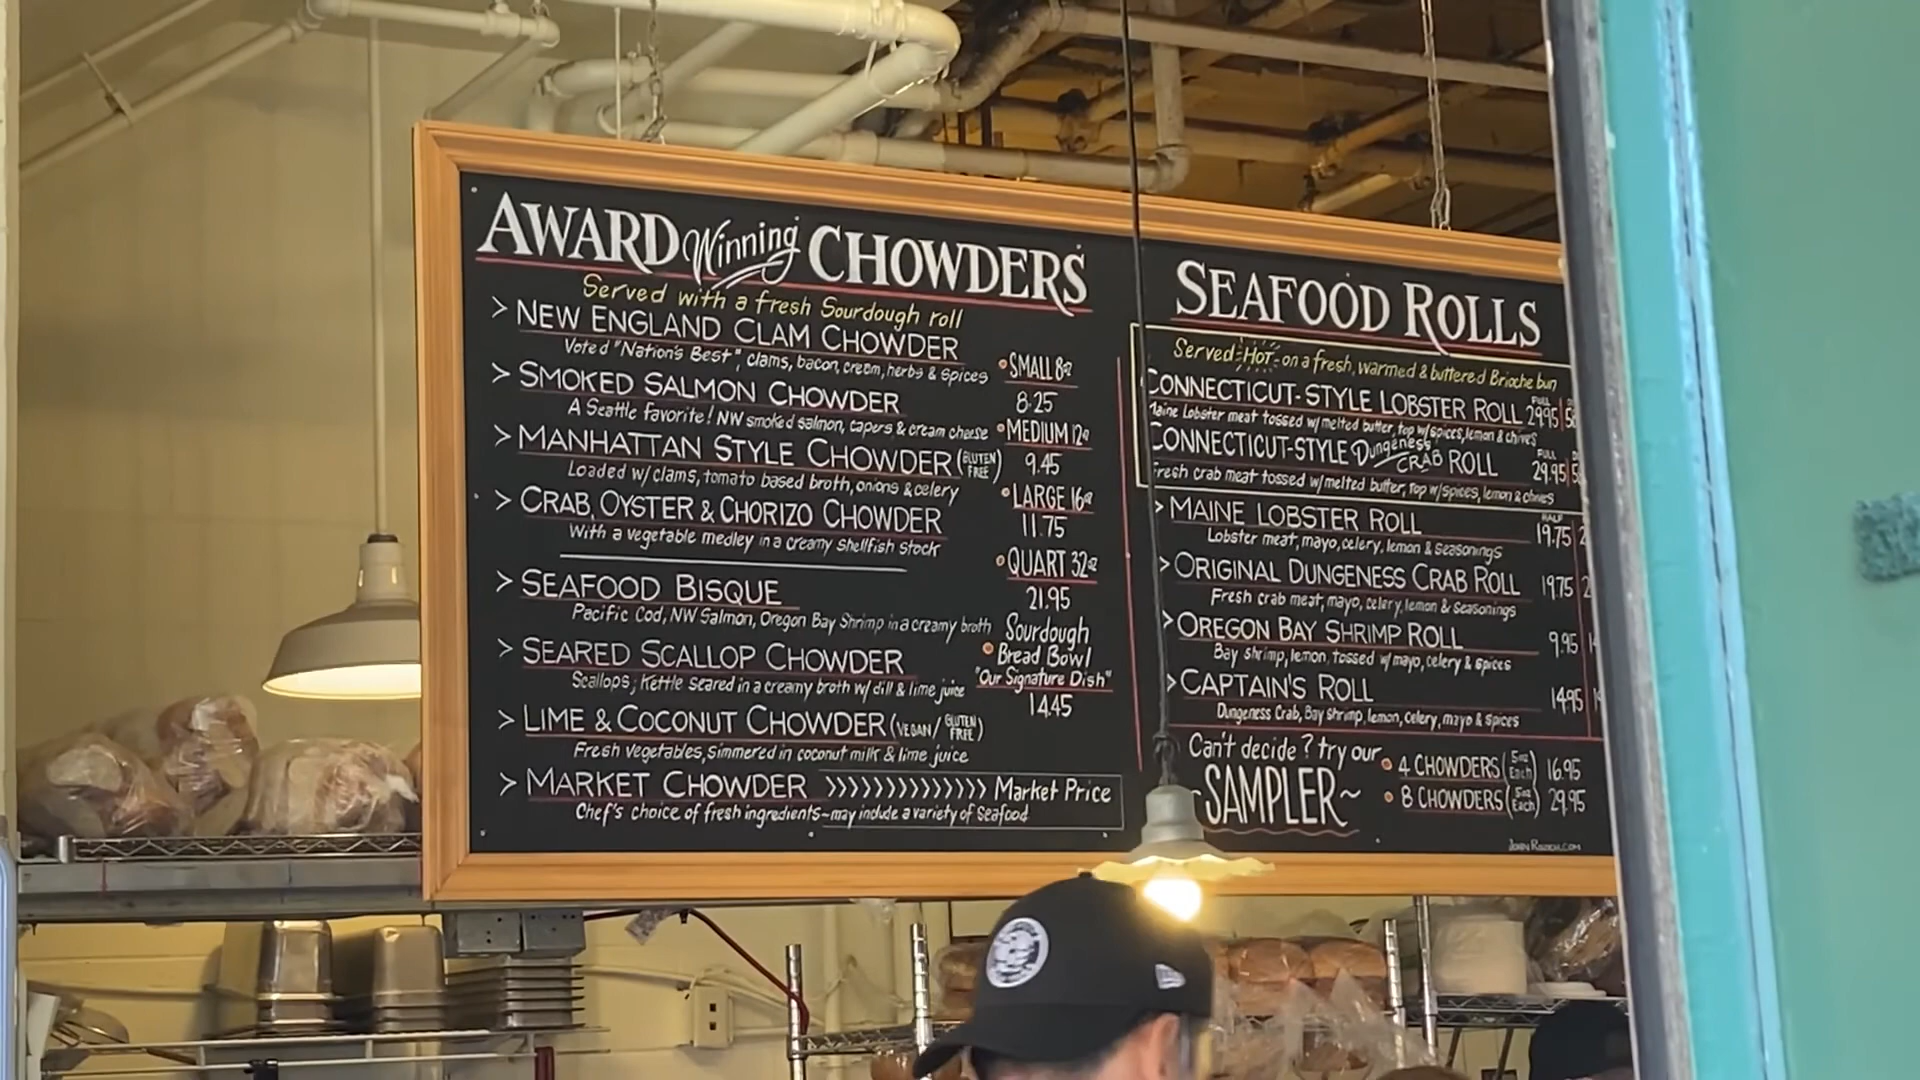 AWARD Winning CHOWDERS
Served with a fresh Sourdough roll
> NEW ENGLAND CLAM CHOWDER
Voted "Nation's Best", clams, bacon, cream, herbs & spices
> SMOKED SALMON CHOWDER
A Seattle favorite! NW smoked salmon, capers & cream cheese
> MANHATTAN STYLE CHOWDER (GLUTEN FREE)
Loaded w/ clams, tomato based broth, onions & celery
> CRAB, OYSTER & CHORIZO CHOWDER
With a vegetable medley in a creamy shellfish stock
> SEAFOOD BISQUE
Pacific Cod, NW Salmon, Oregon Bay Shrimp in a creamy broth
> SEARED SCALLOP CHOWDER
Scallops, Kettle seared in a creamy broth w/ dill & lime juice
> LIME & COCONUT CHOWDER (VEGAN/GLUTEN FREE)
Fresh vegetables, simmered in coconut milk & lime juice
> MARKET CHOWDER >>>>>>>>>>>>>> Market Price
Chef's choice of fresh ingredients~may include a variety of Seafood
• SMALL 8oz
8.25
• MEDIUM 12oz
9.45
• LARGE 16oz
11.75
• QUART 32oz
21.95
Sourdough
• Bread Bowl
"Our Signature Dish"
14.45
SEAFOOD ROLLS
Served HOT on a fresh, warmed & buttered Brioche bun
CONNECTICUT-STYLE LOBSTER ROLL FULL 29.95
Maine Lobster meat tossed w/ melted butter, top w/ spices, lemon & chives
CONNECTICUT-STYLE Dungeness CRAB ROLL FULL 29.95
Fresh crab meat tossed w/ melted butter, top w/ spices, lemon & chives
> MAINE LOBSTER ROLL HALF 19.75
Lobster meat, mayo, celery, lemon & seasonings
> ORIGINAL DUNGENESS CRAB ROLL 19.75
Fresh crab meat, mayo, celery, lemon & seasonings
> OREGON BAY SHRIMP ROLL 9.95
Bay shrimp, lemon, tossed w/ mayo, celery & spices
> CAPTAIN'S ROLL 14.95
Dungeness Crab, Bay shrimp, lemon, celery, mayo & spices
Can't decide? try our
~SAMPLER~
• 4 CHOWDERS (5oz Each) 16.95
• 8 CHOWDERS (5oz Each) 29.95